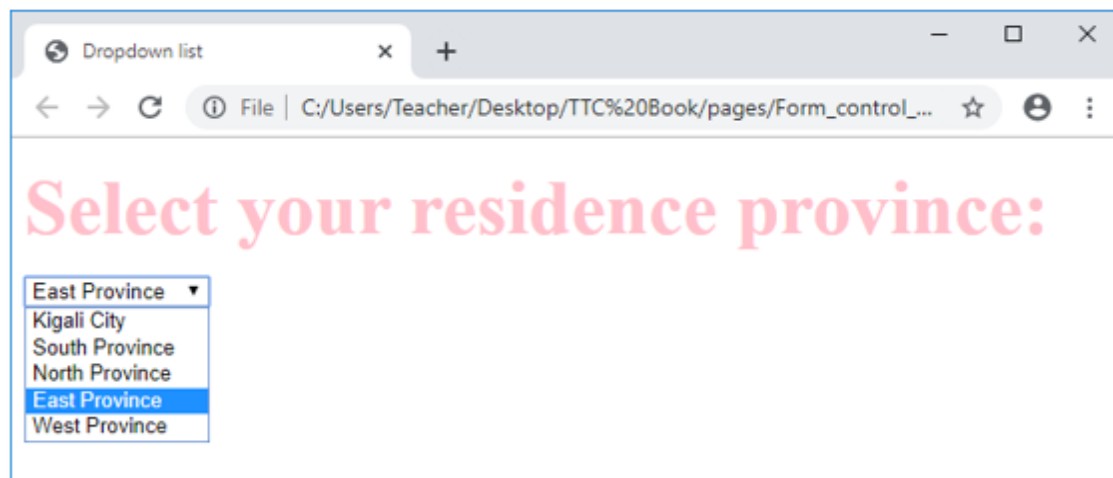 Dropdown list
File | C:/Users/Teacher/Desktop/TTC%20Book/pages/Form_control_...
Select your residence province:
East Province
Kigali City
South Province
North Province
East Province
West Province